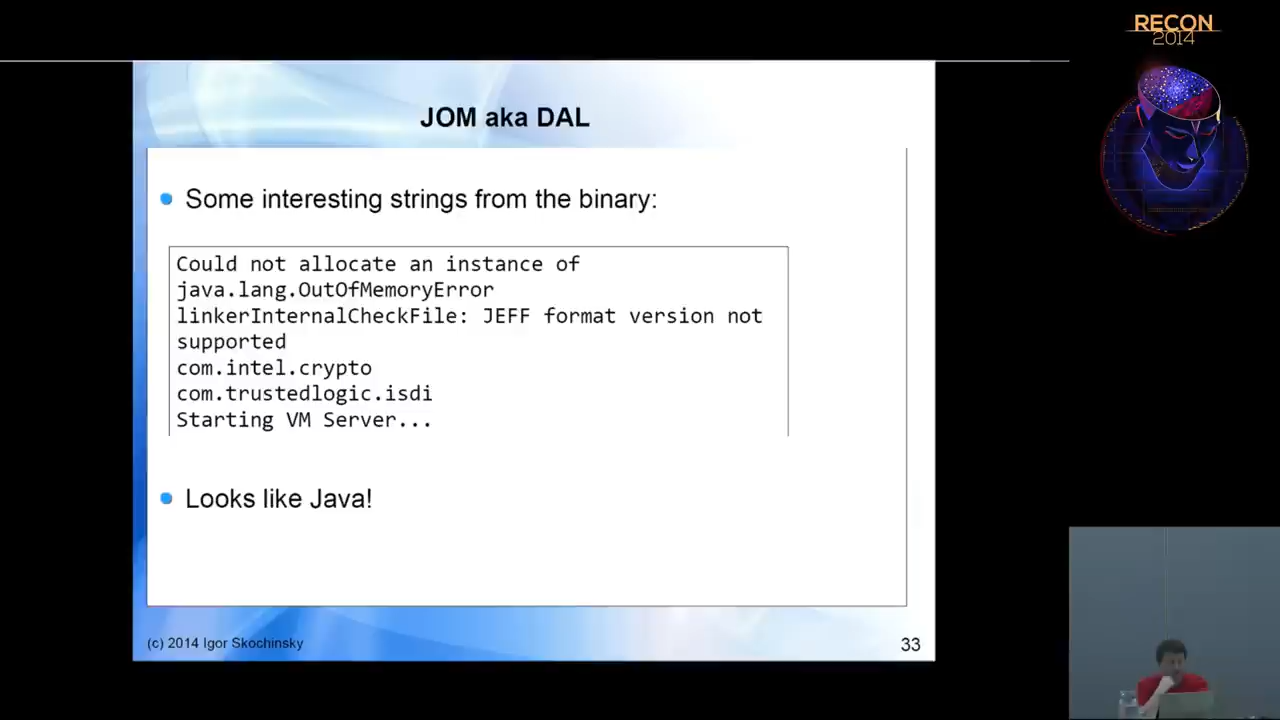 RECON
2014
JOM aka DAL
Some interesting strings from the binary:
Could not allocate an instance of
java.lang.OutOfMemoryError
linkerInternalCheckFile: JEFF format version not
supported
com.intel.crypto
com.trustedlogic.isdi
Starting VM Server...
Looks like Java!
(c) 2014 Igor Skochinsky
33